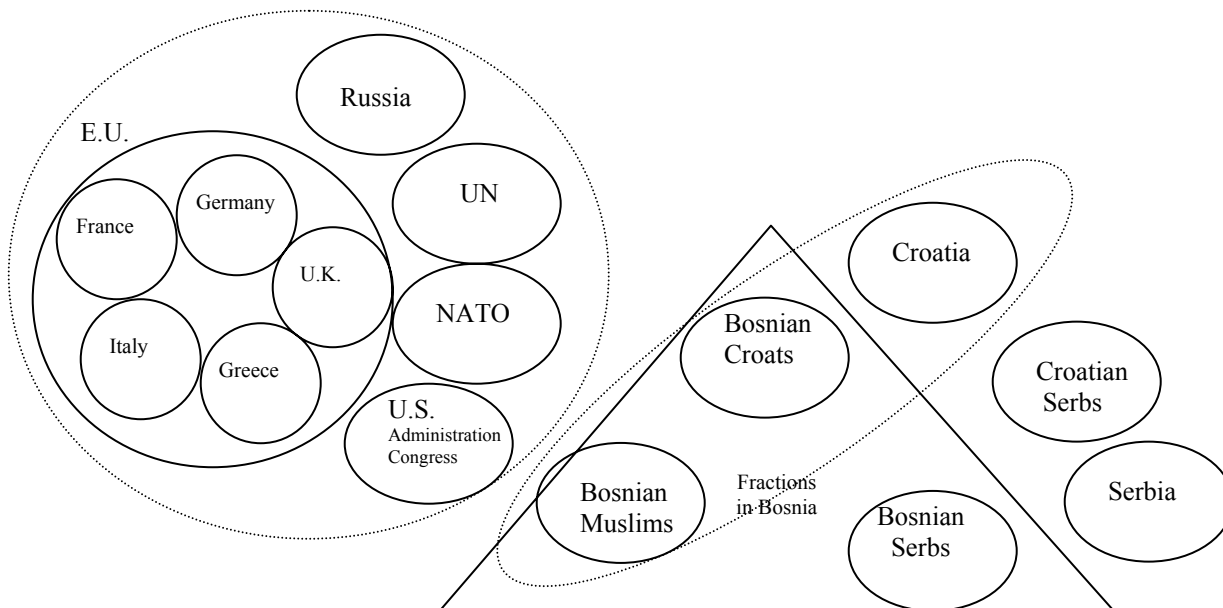 Russia
E.U.
Germany
France
UN
U.K.
NATO
Italy
Greece
U.S.
Administration
Congress
Croatia
Bosnian
Croats
Croatian
Serbs
Fractions
in Bosnia
Bosnian
Muslims
Bosnian
Serbs
Serbia